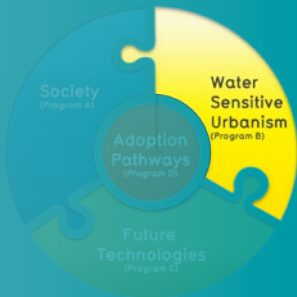 Society
(Program A)
Water
Sensitive
Urbanism
(Program B)
Adoption
Pathways
(Program D)
Future
Technologies
(Program C)